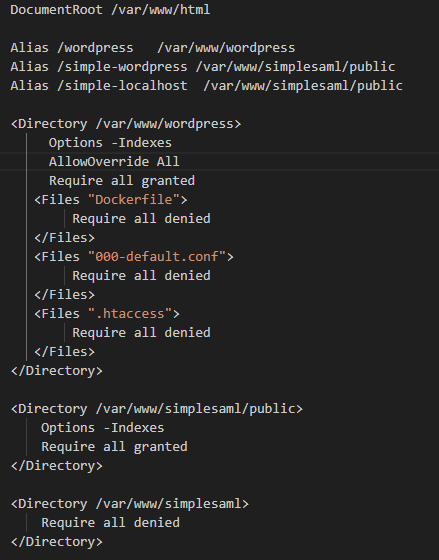 DocumentRoot /var/www/html
Alias /wordpress   /var/www/wordpress
Alias /simple-wordpress /var/www/simplesaml/public
Alias /simple-localhost  /var/www/simplesaml/public
<Directory /var/www/wordpress>
     Options -Indexes
     AllowOverride All
     Require all granted
   <Files "Dockerfile">
        Require all denied
   </Files>
   <Files "000-default.conf">
        Require all denied
   </Files>
   <Files ".htaccess">
        Require all denied
   </Files>
</Directory>
<Directory /var/www/simplesaml/public>
    Options -Indexes
    Require all granted
</Directory>
<Directory /var/www/simplesaml>
    Require all denied
</Directory>